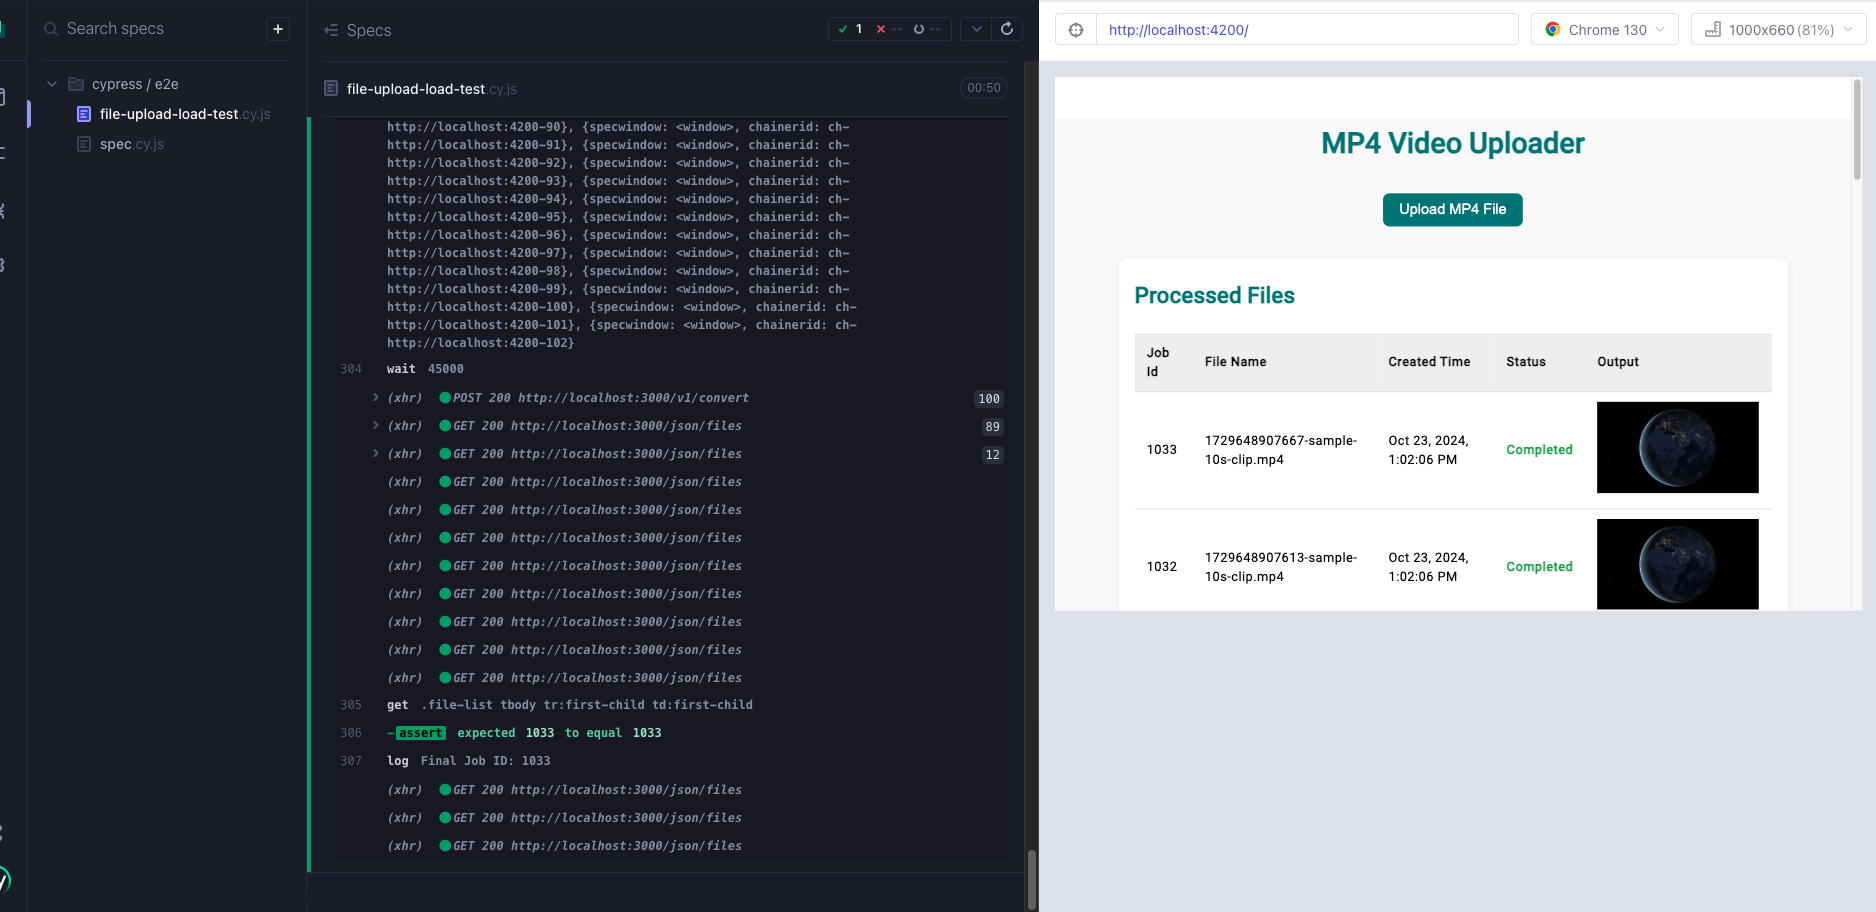 Search specs
+
cypress / e2e
file-upload-load-test.cy.js
spec.cy.js
Specs
1
--
--
file-upload-load-test.cy.js
00:50
http://localhost:4200-90}, {specwindow: <window>, chainerid: ch-
http://localhost:4200-91}, {specwindow: <window>, chainerid: ch-
http://localhost:4200-92}, {specwindow: <window>, chainerid: ch-
http://localhost:4200-93}, {specwindow: <window>, chainerid: ch-
http://localhost:4200-94}, {specwindow: <window>, chainerid: ch-
http://localhost:4200-95}, {specwindow: <window>, chainerid: ch-
http://localhost:4200-96}, {specwindow: <window>, chainerid: ch-
http://localhost:4200-97}, {specwindow: <window>, chainerid: ch-
http://localhost:4200-98}, {specwindow: <window>, chainerid: ch-
http://localhost:4200-99}, {specwindow: <window>, chainerid: ch-
http://localhost:4200-100}, {specwindow: <window>, chainerid: ch-
http://localhost:4200-101}, {specwindow: <window>, chainerid: ch-
http://localhost:4200-102}
304 wait 45000
(xhr) POST 200 http://localhost:3000/v1/convert 100
(xhr) GET 200 http://localhost:3000/json/files 89
(xhr) GET 200 http://localhost:3000/json/files 12
(xhr) GET 200 http://localhost:3000/json/files
(xhr) GET 200 http://localhost:3000/json/files
(xhr) GET 200 http://localhost:3000/json/files
(xhr) GET 200 http://localhost:3000/json/files
(xhr) GET 200 http://localhost:3000/json/files
(xhr) GET 200 http://localhost:3000/json/files
(xhr) GET 200 http://localhost:3000/json/files
(xhr) GET 200 http://localhost:3000/json/files
305 get .file-list tbody tr:first-child td:first-child
306 -assert expected 1033 to equal 1033
307 log Final Job ID: 1033
(xhr) GET 200 http://localhost:3000/json/files
(xhr) GET 200 http://localhost:3000/json/files
(xhr) GET 200 http://localhost:3000/json/files
http://localhost:4200/
Chrome 130
1000x660 (81%)
MP4 Video Uploader
Upload MP4 File
Processed Files
Job Id
File Name
Created Time
Status
Output
1033
1729648907667-sample-
10s-clip.mp4
Oct 23, 2024,
1:02:06 PM
Completed
1032
1729648907613-sample-
10s-clip.mp4
Oct 23, 2024,
1:02:06 PM
Completed